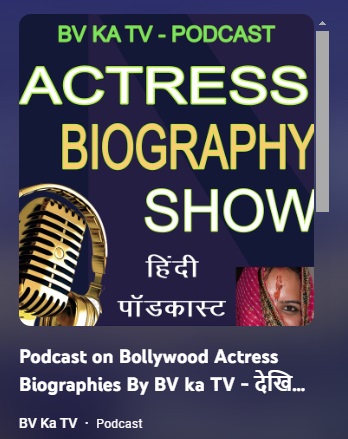 BV KA TV - PODCAST
ACTRESS
BIOGRAPHY
SHOW
हिंदी
पॉडकास्ट
Podcast on Bollywood Actress
Biographies By BV ka TV - देखि...
BV Ka TV · Podcast